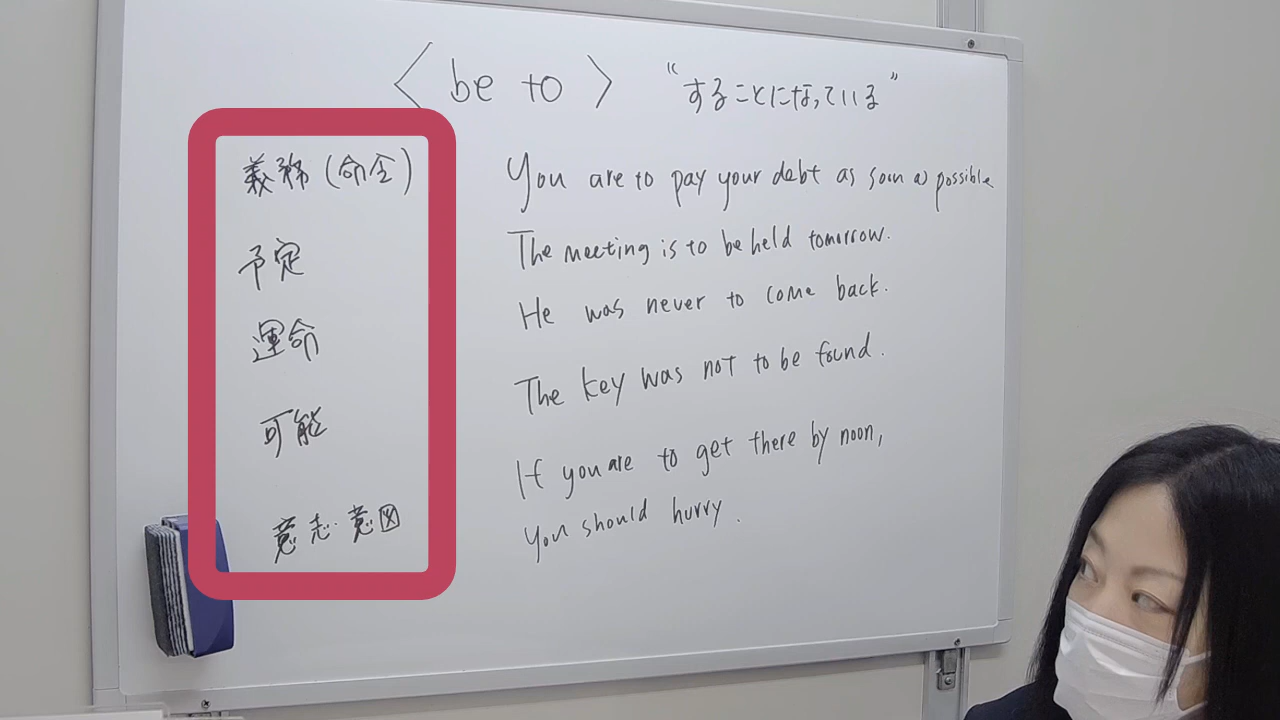 〈 be to 〉 “することになっている”
義務(命令) You are to pay your debt as soon as possible
予定 The meeting is to be held tomorrow.
運命 He was never to come back.
可能 The key was not to be found.
意志・意図 If you are to get there by noon,
you should hurry.